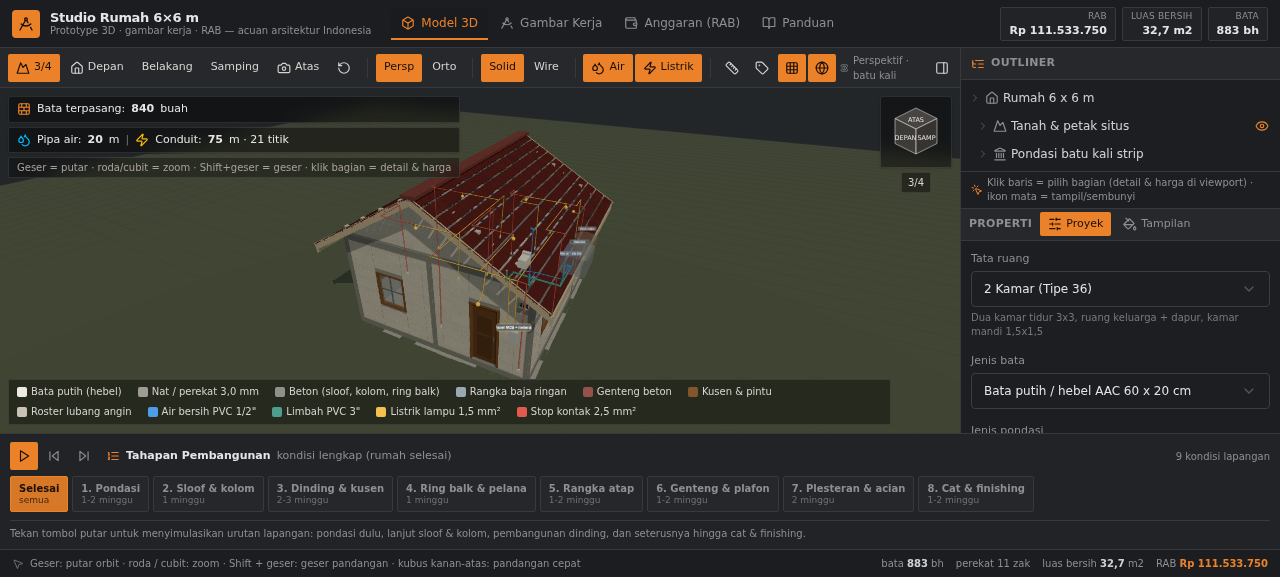 Studio Rumah 6×6 m
Prototype 3D · gambar kerja · RAB — acuan arsitektur Indonesia
Model 3D
Gambar Kerja
Anggaran (RAB)
Panduan
RAB
Rp 111.533.750
LUAS BERSIH
32,7 m2
BATA
883 bh
3/4
Depan
Belakang
Samping
Atas
Persp
Orto
Solid
Wire
Air
Listrik
Perspektif ·
batu kali
Bata terpasang: 840 buah
Pipa air: 20 m | Conduit: 75 m · 21 titik
Geser = putar · roda/cubit = zoom · Shift+geser = geser · klik bagian = detail & harga
ATAS
DEPAN
SAMP
3/4
Bata putih (hebel)
Nat / perekat 3,0 mm
Beton (sloof, kolom, ring balk)
Rangka baja ringan
Genteng beton
Kusen & pintu
Roster lubang angin
Air bersih PVC 1/2"
Limbah PVC 3"
Listrik lampu 1,5 mm²
Stop kontak 2,5 mm²
OUTLINER
Rumah 6 x 6 m
Tanah & petak situs
Pondasi batu kali strip
Klik baris = pilih bagian (detail & harga di viewport) ·
ikon mata = tampil/sembunyi
PROPERTI
Proyek
Tampilan
Tata ruang
2 Kamar (Tipe 36)
Dua kamar tidur 3x3, ruang keluarga + dapur, kamar
mandi 1,5x1,5
Jenis bata
Bata putih / hebel AAC 60 x 20 cm
Jenis pondasi
Tahapan Pembangunan kondisi lengkap (rumah selesai)
9 kondisi lapangan
Selesai
semua
1. Pondasi
1-2 minggu
2. Sloof & kolom
1 minggu
3. Dinding & kusen
2-3 minggu
4. Ring balk & pelana
1 minggu
5. Rangka atap
1-2 minggu
6. Genteng & plafon
1-2 minggu
7. Plesteran & acian
2 minggu
8. Cat & finishing
1-2 minggu
Tekan tombol putar untuk menyimulasikan urutan lapangan: pondasi dulu, lanjut sloof & kolom, pembangunan dinding, dan seterusnya hingga cat & finishing.
Geser: putar orbit · roda / cubit: zoom · Shift + geser: geser pandangan · kubus kanan-atas: pandangan cepat
bata 883 bh
perekat 11 zak
luas bersih 32,7 m2
RAB Rp 111.533.750